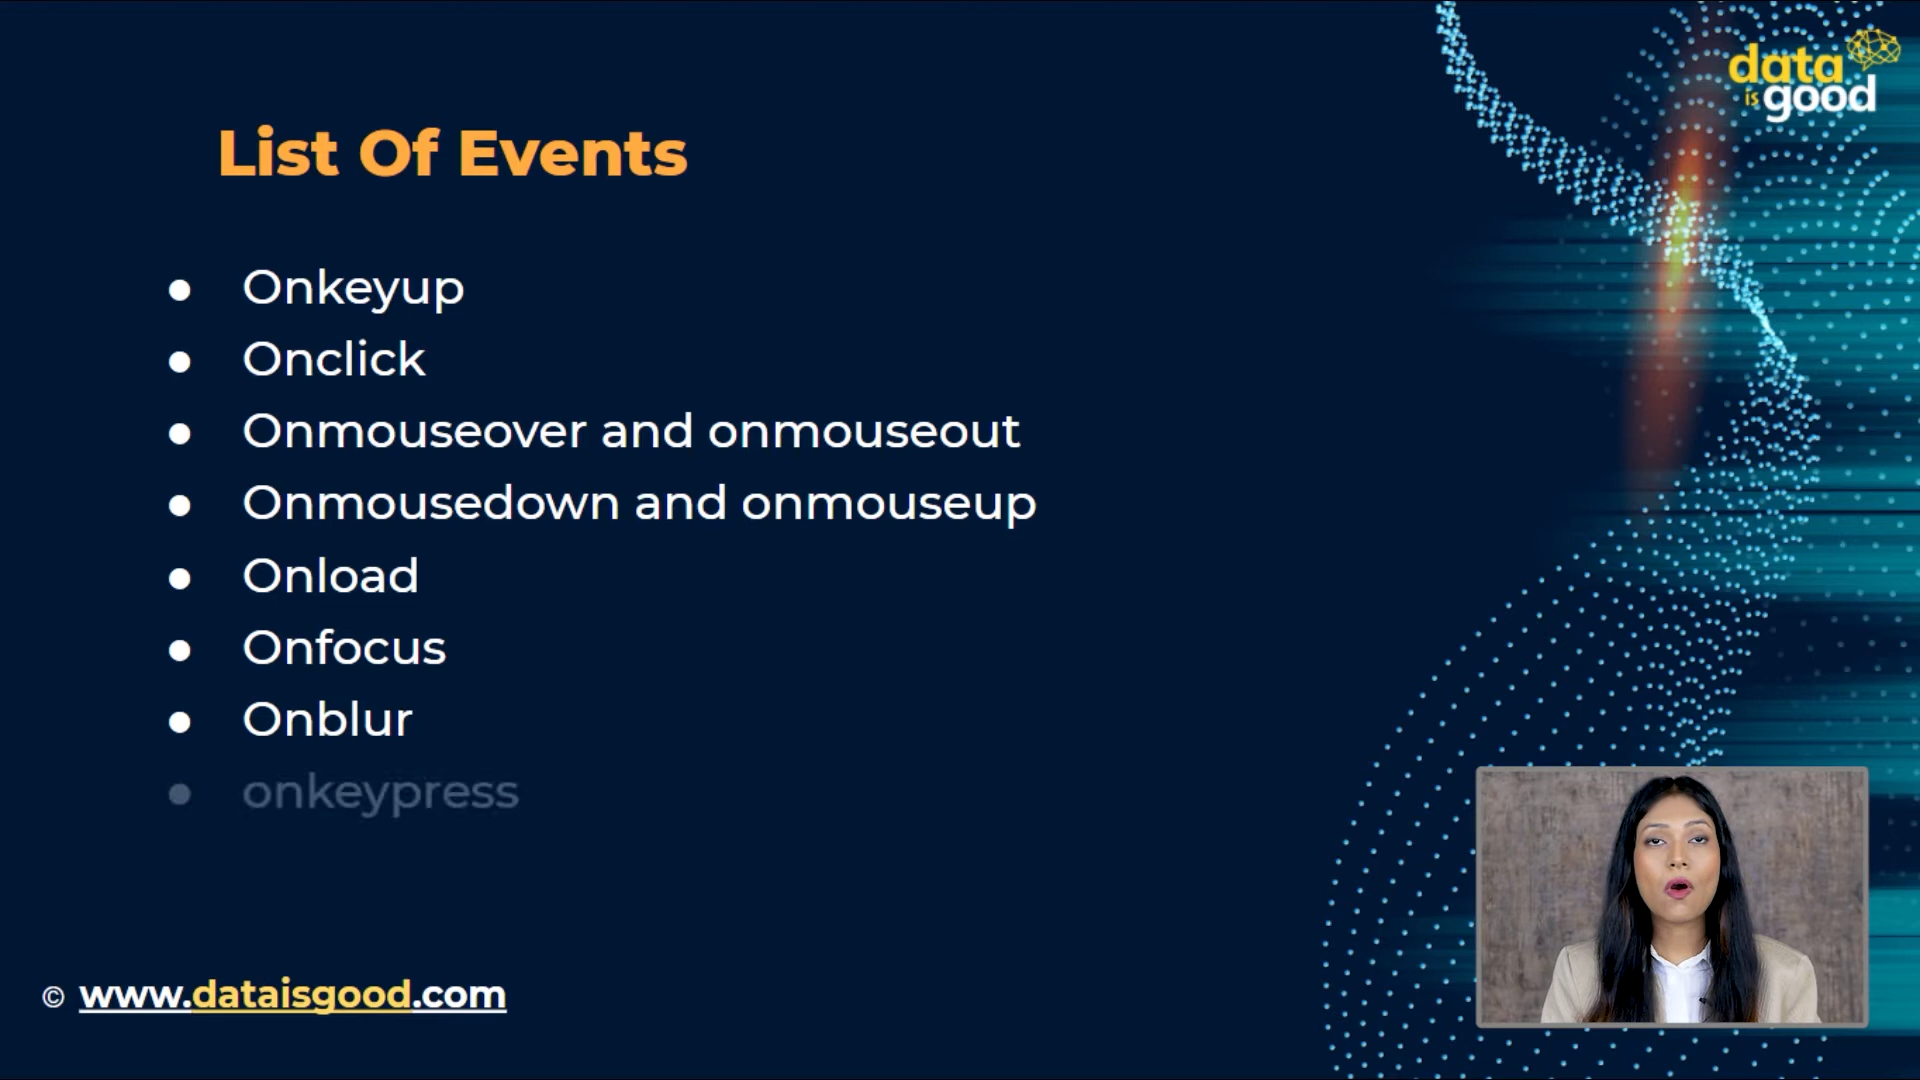 data
is good
List Of Events
● Onkeyup
● Onclick
● Onmouseover and onmouseout
● Onmousedown and onmouseup
● Onload
● Onfocus
● Onblur
● onkeypress
© www.dataisgood.com